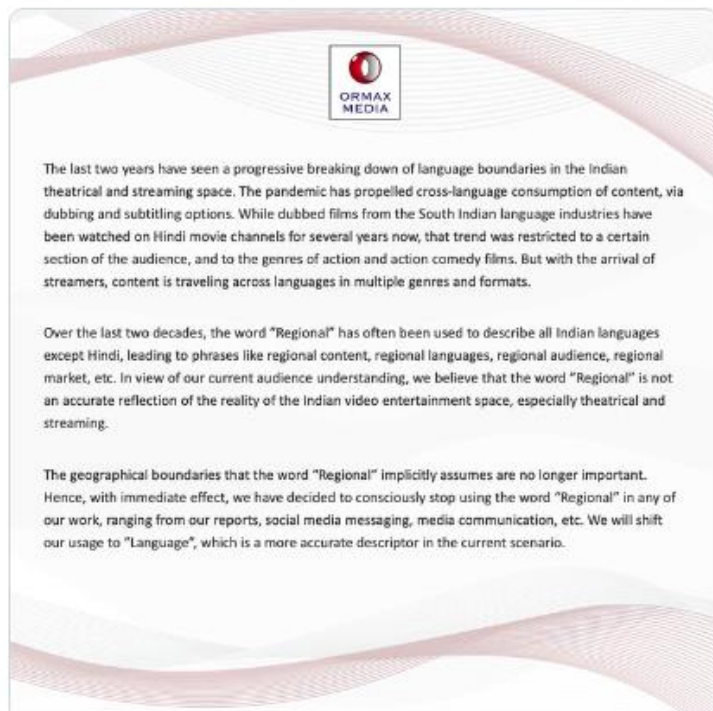 ORMAX
MEDIA
The last two years have seen a progressive breaking down of language boundaries in the Indian
theatrical and streaming space. The pandemic has propelled cross-language consumption of content, via
dubbing and subtitling options. While dubbed films from the South Indian language industries have
been watched on Hindi movie channels for several years now, that trend was restricted to a certain
section of the audience, and to the genres of action and action comedy films. But with the arrival of
streamers, content is traveling across languages in multiple genres and formats.
Over the last two decades, the word “Regional” has often been used to describe all Indian languages
except Hindi, leading to phrases like regional content, regional languages, regional audience, regional
market, etc. In view of our current audience understanding, we believe that the word “Regional” is not
an accurate reflection of the reality of the Indian video entertainment space, especially theatrical and
streaming.
The geographical boundaries that the word “Regional” implicitly assumes are no longer important.
Hence, with immediate effect, we have decided to consciously stop using the word “Regional” in any of
our work, ranging from our reports, social media messaging, media communication, etc. We will shift
our usage to “Language”, which is a more accurate descriptor in the current scenario.